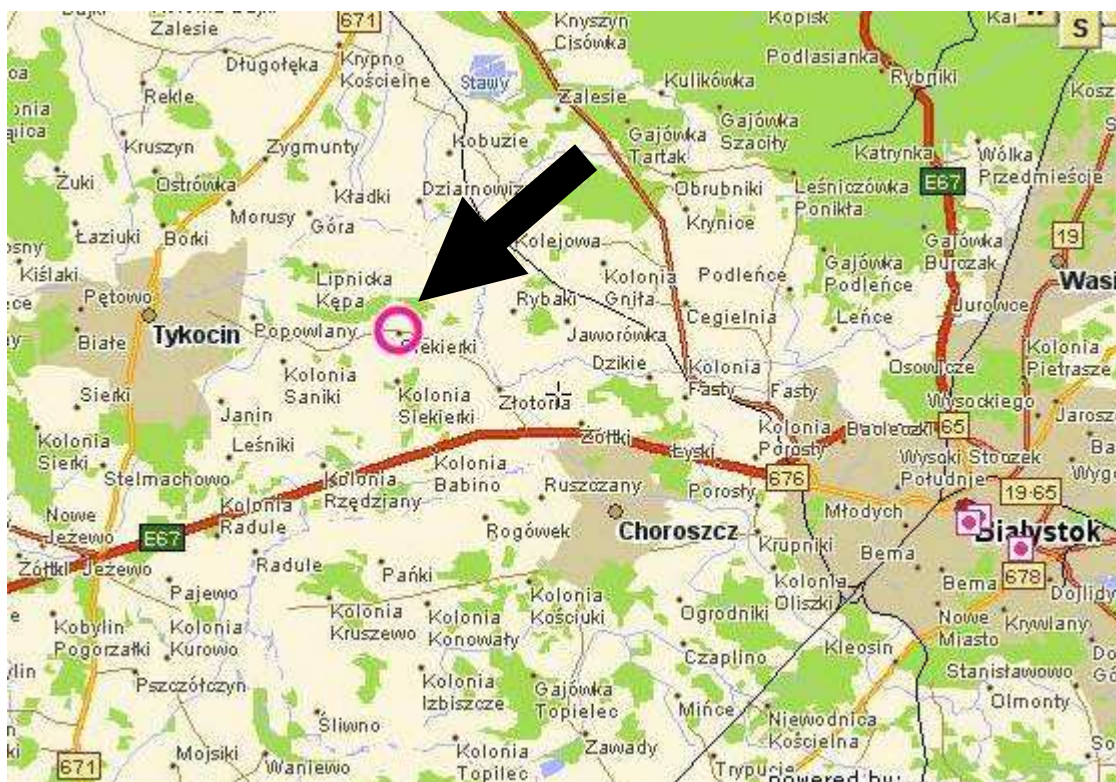 671
Zalesie
Długołęka
Krypno
Kościelne
Knyszyn
Cisówka
Kopisk
S
Podlasianka
Rybniki
Rekle
Stawy
Zalesie
Kulikówka
Kruszyn
Zygmunty
Kobuzie
Gajówka
Tartak
Gajówka
Szaciły
Katrynka
Wólka
Przedmieście
Ostrówka
Kładki
Obrubniki
Leśniczówka
Ponikła
E67
Łaziuki
Morusy
Góra
Borki
Krynice
Gajówka
Burczak
19
Kiślaki
Kolejowa
Lipnicka
Kępa
Rybaki
Kolonia
Gniła
Podleńce
Gajówka
Podleńce
Pętowo
Jurowce
Tykocin
Popowlany
Siekierki
Jaworówka
Cegielnia
Leńce
Białe
Dzikie
Kolonia
Fasty
Fasty
Osowicze
Kolonia
Pietrasze
Kolonia
Saniki
Sierki
Janin
Kolonia
Siekierki
Złotoria
Wysockiego
Kolonia
Sierki
Leśniki
Żółtki
Łyski
Kolonia
Porosty
65
Stelmachowo
Kolonia
Rzędziany
Kolonia
Babino
Ruszczany
Porosły
676
Wysoki Stoczek
Południe
19-65
Młodych
Nowe
Jeżewo
Kolonia
Radule
E67
Rogówek
Choroszcz
Krupniki
Białystok
Żółtki
Jeżewo
Radule
Pańki
Bema
Bema
678
Dojlidy
Pajewo
Kolonia
Oliszki
Kobylin
Pogorzałki
Kolonia
Kurowo
Kolonia
Kruszewo
Kolonia
Konowały
Kolonia
Kościuki
Ogrodniki
Nowe
Miasto
Krywlany
Czaplino
Kleosin
Pszczółczyn
Kolonia
Izbiszcze
Gajówka
Topielec
Stanisławowo
Olmonty
Mińce
Śliwno
Niewodnica
Kościelna
671
Mojsiki
Waniewo
Kolonia
Topilec
Zawady
Trypucie
powered by: